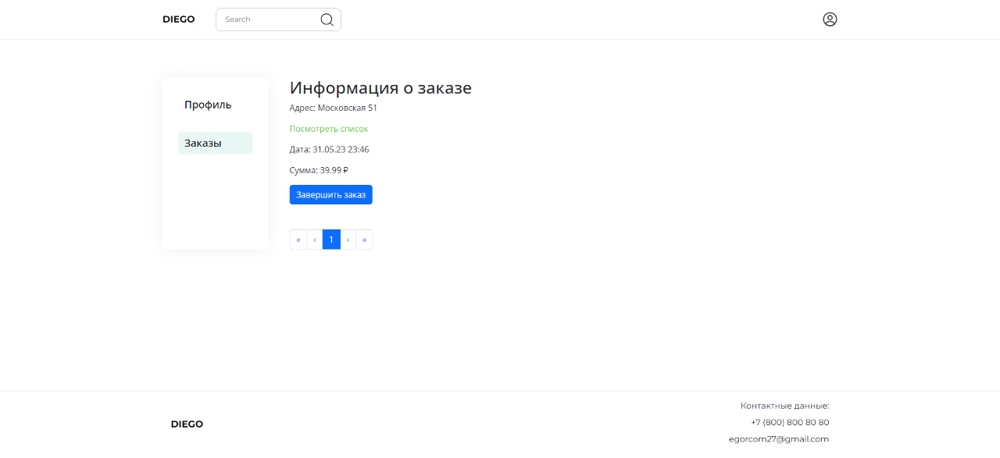 DIEGO
Search
Профиль
Заказы
Информация о заказе
Адрес: Московская 51
Посмотреть список
Дата: 31.05.23 23:46
Сумма: 39.99 ₽
Завершить заказ
« ‹ 1 › »
DIEGO
Контактные данные:
+7 (800) 800 80 80
egorcom27@gmail.com